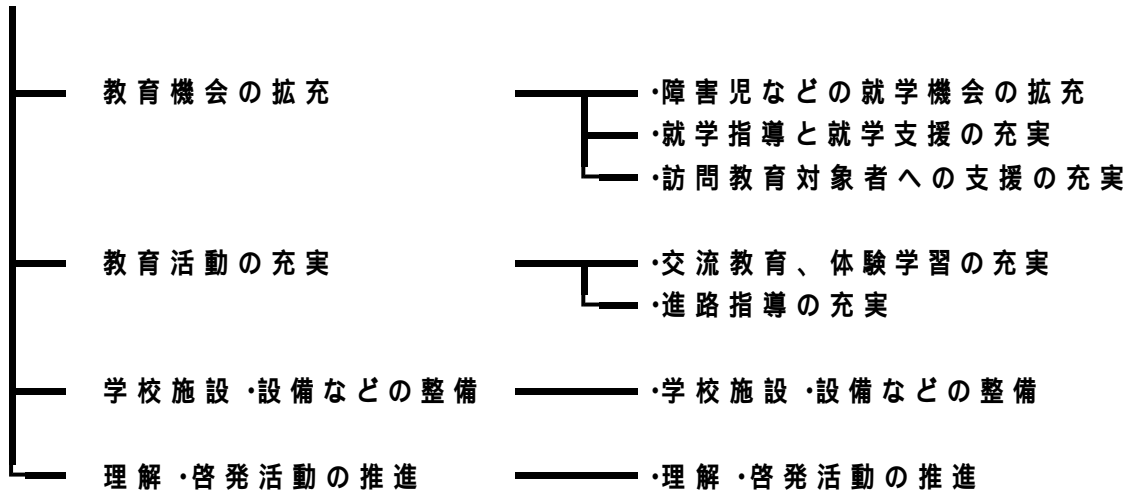 教育機会の拡充 ・障害児などの就学機会の拡充
・就学指導と就学支援の充実
・訪問教育対象者への支援の充実
教育活動の充実 ・交流教育、体験学習の充実
・進路指導の充実
学校施設・設備などの整備 ・学校施設・設備などの整備
理解・啓発活動の推進 ・理解・啓発活動の推進